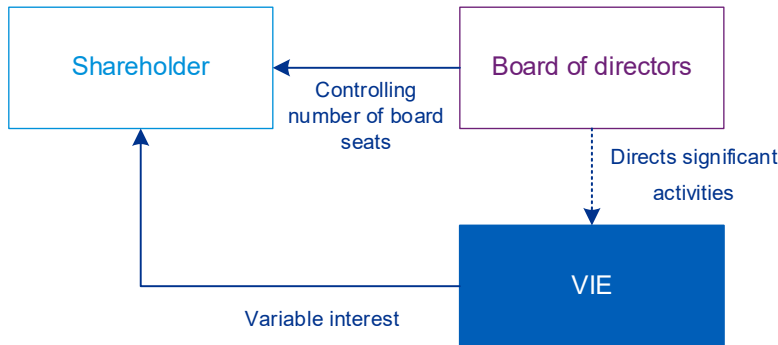 Shareholder
Board of directors
Controlling
number of board
seats
Directs significant
activities
VIE
Variable interest